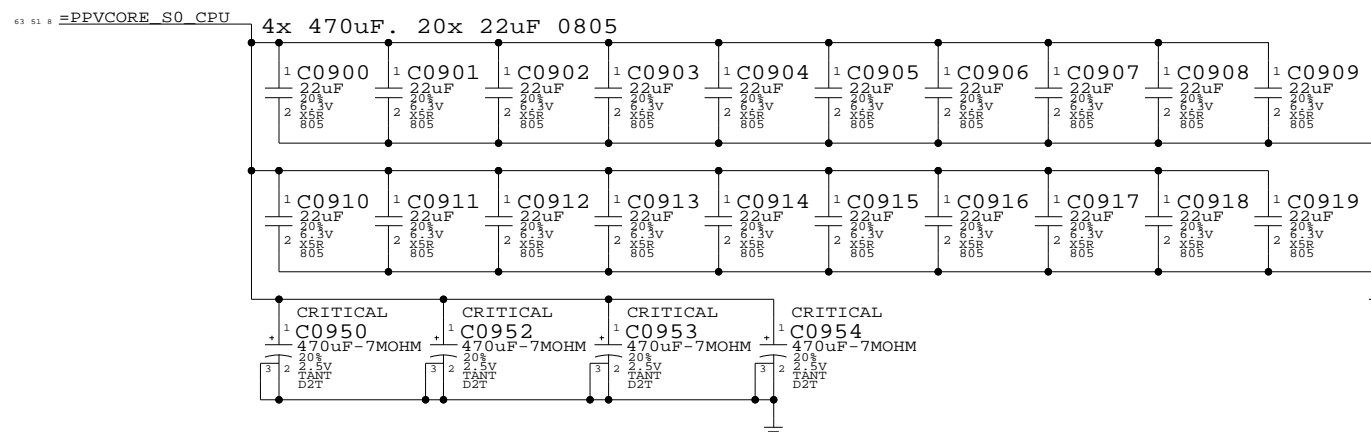 63 51 8 =PPVCORE_S0_CPU
4x 470uF. 20x 22uF 0805
1 C0900 1 C0901 1 C0902 1 C0903 1 C0904 1 C0905 1 C0906 1 C0907 1 C0908 1 C0909
22uF 22uF 22uF 22uF 22uF 22uF 22uF 22uF 22uF 22uF
20% 20% 20% 20% 20% 20% 20% 20% 20% 20%
2 6.3V 2 6.3V 2 6.3V 2 6.3V 2 6.3V 2 6.3V 2 6.3V 2 6.3V 2 6.3V 2 6.3V
X5R X5R X5R X5R X5R X5R X5R X5R X5R X5R
805 805 805 805 805 805 805 805 805 805
1 C0910 1 C0911 1 C0912 1 C0913 1 C0914 1 C0915 1 C0916 1 C0917 1 C0918 1 C0919
22uF 22uF 22uF 22uF 22uF 22uF 22uF 22uF 22uF 22uF
20% 20% 20% 20% 20% 20% 20% 20% 20% 20%
2 6.3V 2 6.3V 2 6.3V 2 6.3V 2 6.3V 2 6.3V 2 6.3V 2 6.3V 2 6.3V 2 6.3V
X5R X5R X5R X5R X5R X5R X5R X5R X5R X5R
805 805 805 805 805 805 805 805 805 805
CRITICAL CRITICAL CRITICAL CRITICAL
+ 1 C0950 + 1 C0952 + 1 C0953 + 1 C0954
470uF-7MOHM 470uF-7MOHM 470uF-7MOHM 470uF-7MOHM
20% 20% 20% 20%
3 2 2.5V 3 2 2.5V 3 2 2.5V 3 2 2.5V
TANT TANT TANT TANT
D2T D2T D2T D2T